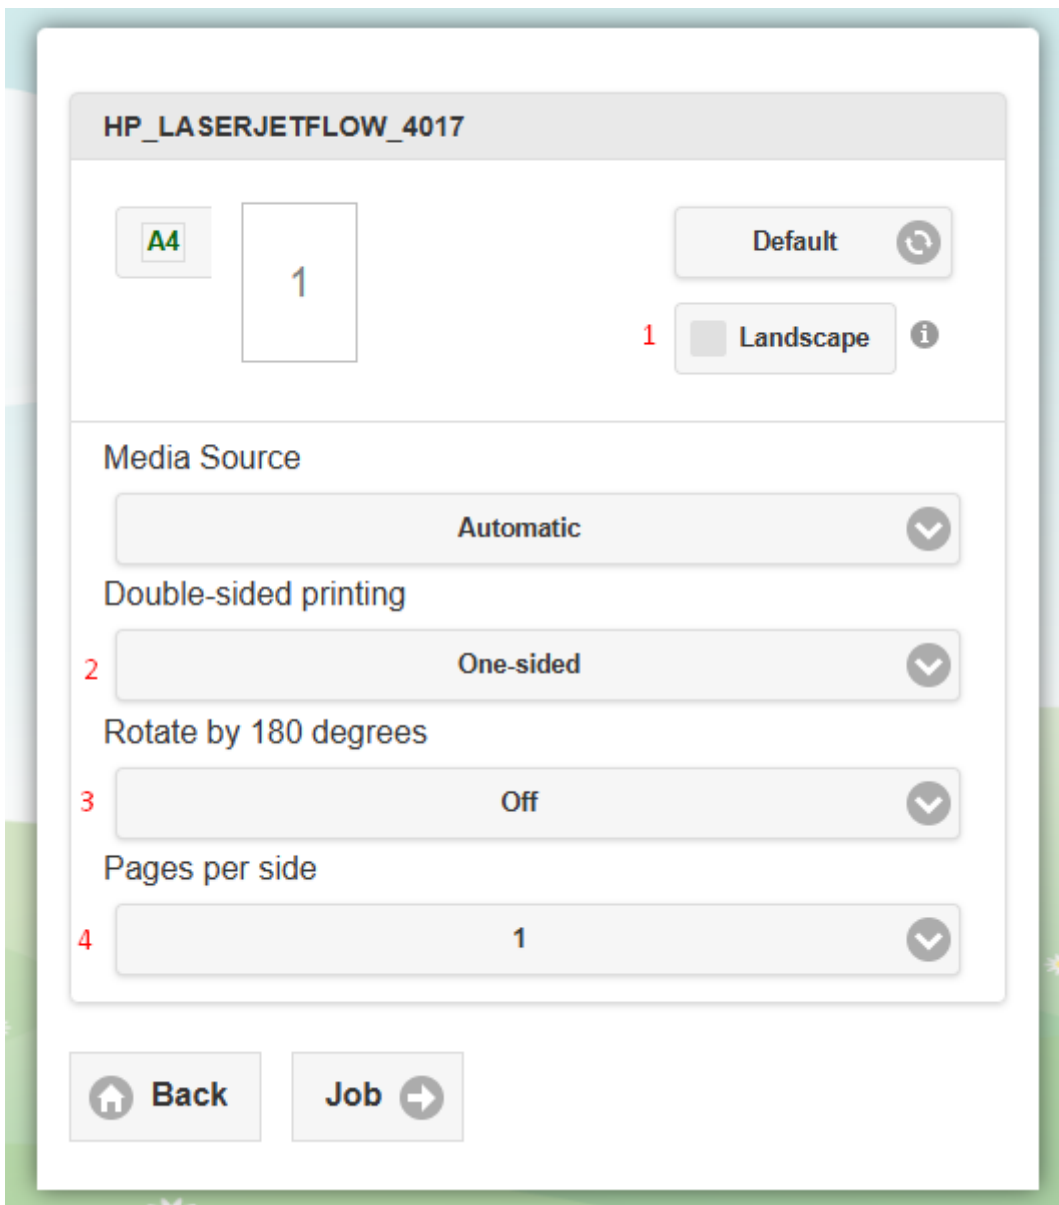 HP_LASERJETFLOW_4017
A4
1
Default
1 Landscape
Media Source
Automatic
Double-sided printing
2 One-sided
Rotate by 180 degrees
3 Off
Pages per side
4 1
Back Job